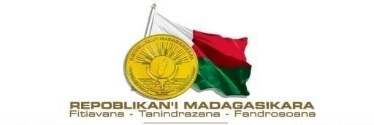 REPOBLIKAN'I MADAGASIKARA
Fitiavana - Tanindrazana - Fandrosoana